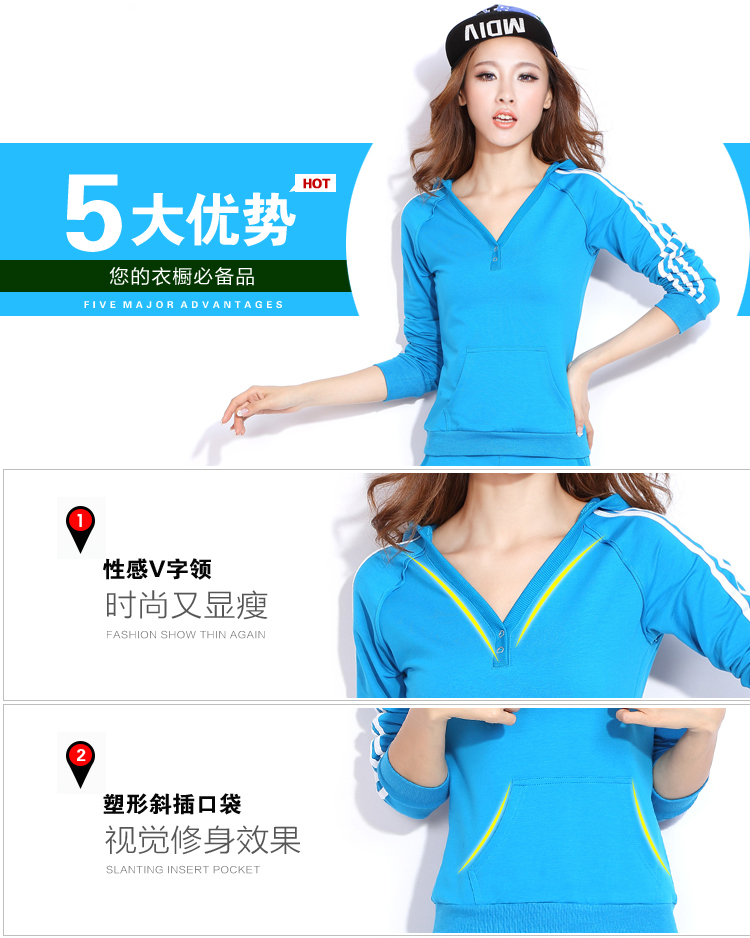 MDIV
HOT
5大优势
您的衣橱必备品
FIVE MAJOR ADVANTAGES
1
性感V字领
时尚又显瘦
FASHION SHOW THIN AGAIN
2
塑形斜插口袋
视觉修身效果
SLANTING INSERT POCKET